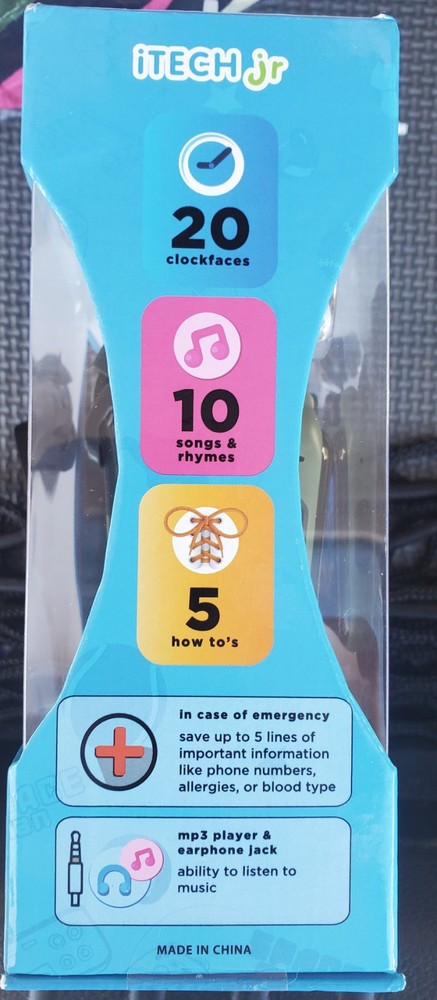 iTECH jr
20
clockfaces
10
songs &
rhymes
5
how to's
in case of emergency
save up to 5 lines of
important information
like phone numbers,
allergies, or blood type
mp3 player &
earphone jack
ability to listen to
music
MADE IN CHINA